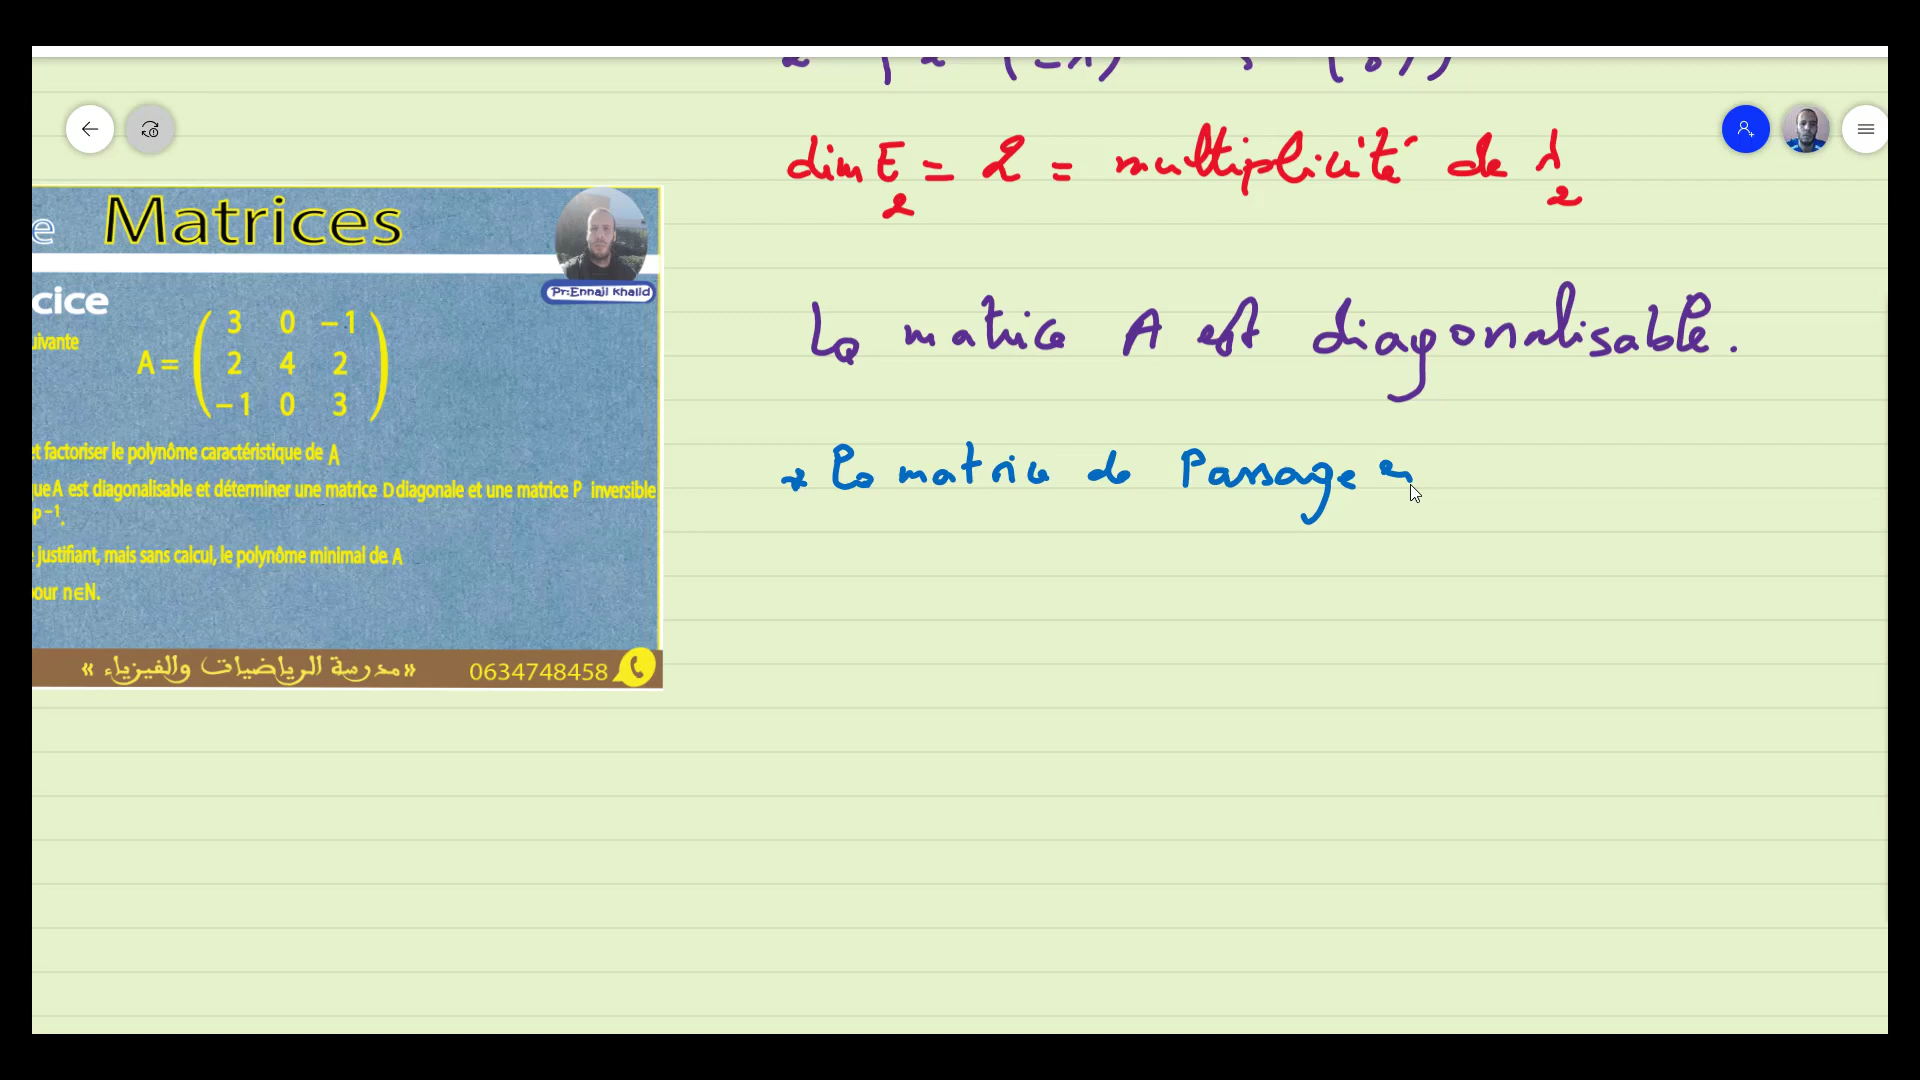 dim E₂ = 2 = multiplicité de λ₂
e Matrices
Pr:Ennaji Khalid
cice
La matrice A est diagonalisable.
uivante
A = ( 3 0 −1
2 4 2
−1 0 3 )
et factoriser le polynôme caractéristique de A
* La matrice de Passage
ue A est diagonalisable et déterminer une matrice D diagonale et une matrice P inversible
P⁻¹.
justifiant, mais sans calcul, le polynôme minimal de A
our n∈N.
«مدرسة الرياضيات والفيزياء» 0634748458